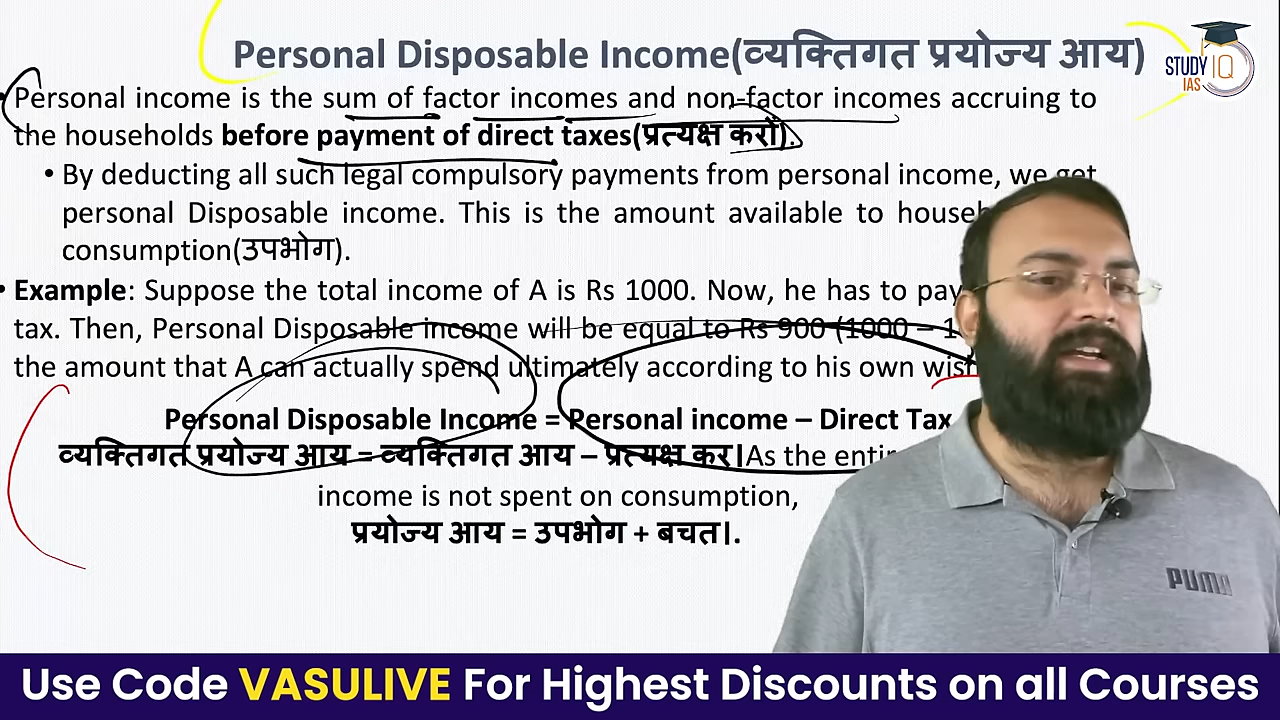 Personal Disposable Income(व्यक्तिगत प्रयोज्य आय)
STUDY IQ
IAS
Personal income is the sum of factor incomes and non-factor incomes accruing to
the households before payment of direct taxes(प्रत्यक्ष करों).
• By deducting all such legal compulsory payments from personal income, we get
personal Disposable income. This is the amount available to
consumption(उपभोग).
• Example: Suppose the total income of A is Rs 1000. Now, he has to pay
tax. Then, Personal Disposable income will be equal to Rs 900 (1000 –
the amount that A can actually spend ultimately according to his own
Personal Disposable Income = Personal income – Direct Tax
व्यक्तिगत प्रयोज्य आय = व्यक्तिगत आय – प्रत्यक्ष कर।As the
income is not spent on consumption,
प्रयोज्य आय = उपभोग + बचत।.
PUMA
Use Code VASULIVE For Highest Discounts on all Courses